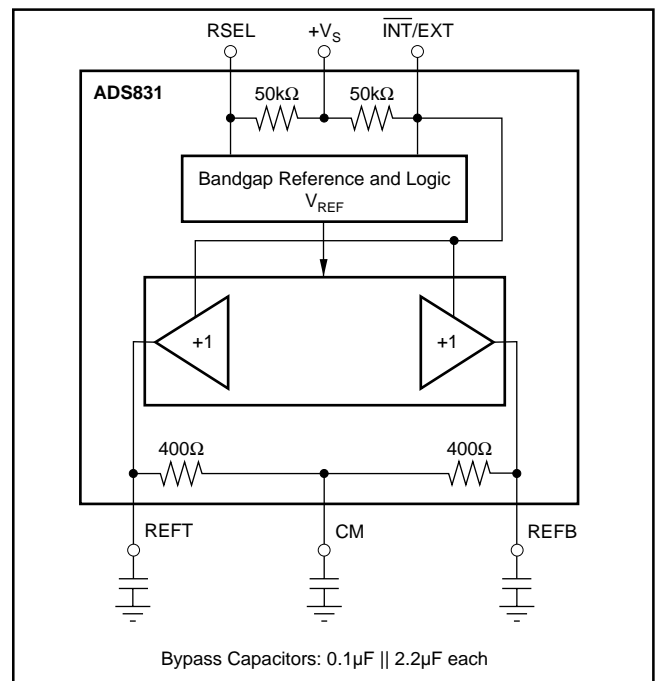 RSEL +VS INT/EXT
ADS831
50kΩ 50kΩ
Bandgap Reference and Logic
VREF
+1 +1
400Ω 400Ω
REFT CM REFB
Bypass Capacitors: 0.1µF || 2.2µF each